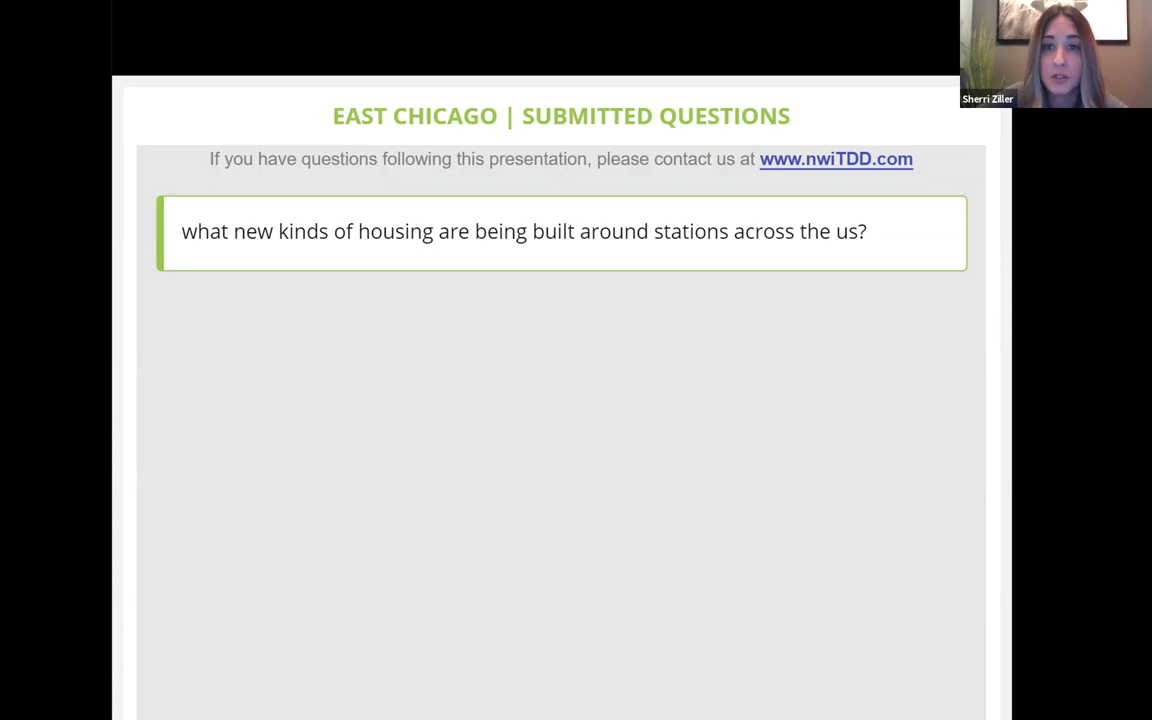 Sherri Ziller
EAST CHICAGO | SUBMITTED QUESTIONS
If you have questions following this presentation, please contact us at www.nwiTDD.com
what new kinds of housing are being built around stations across the us?